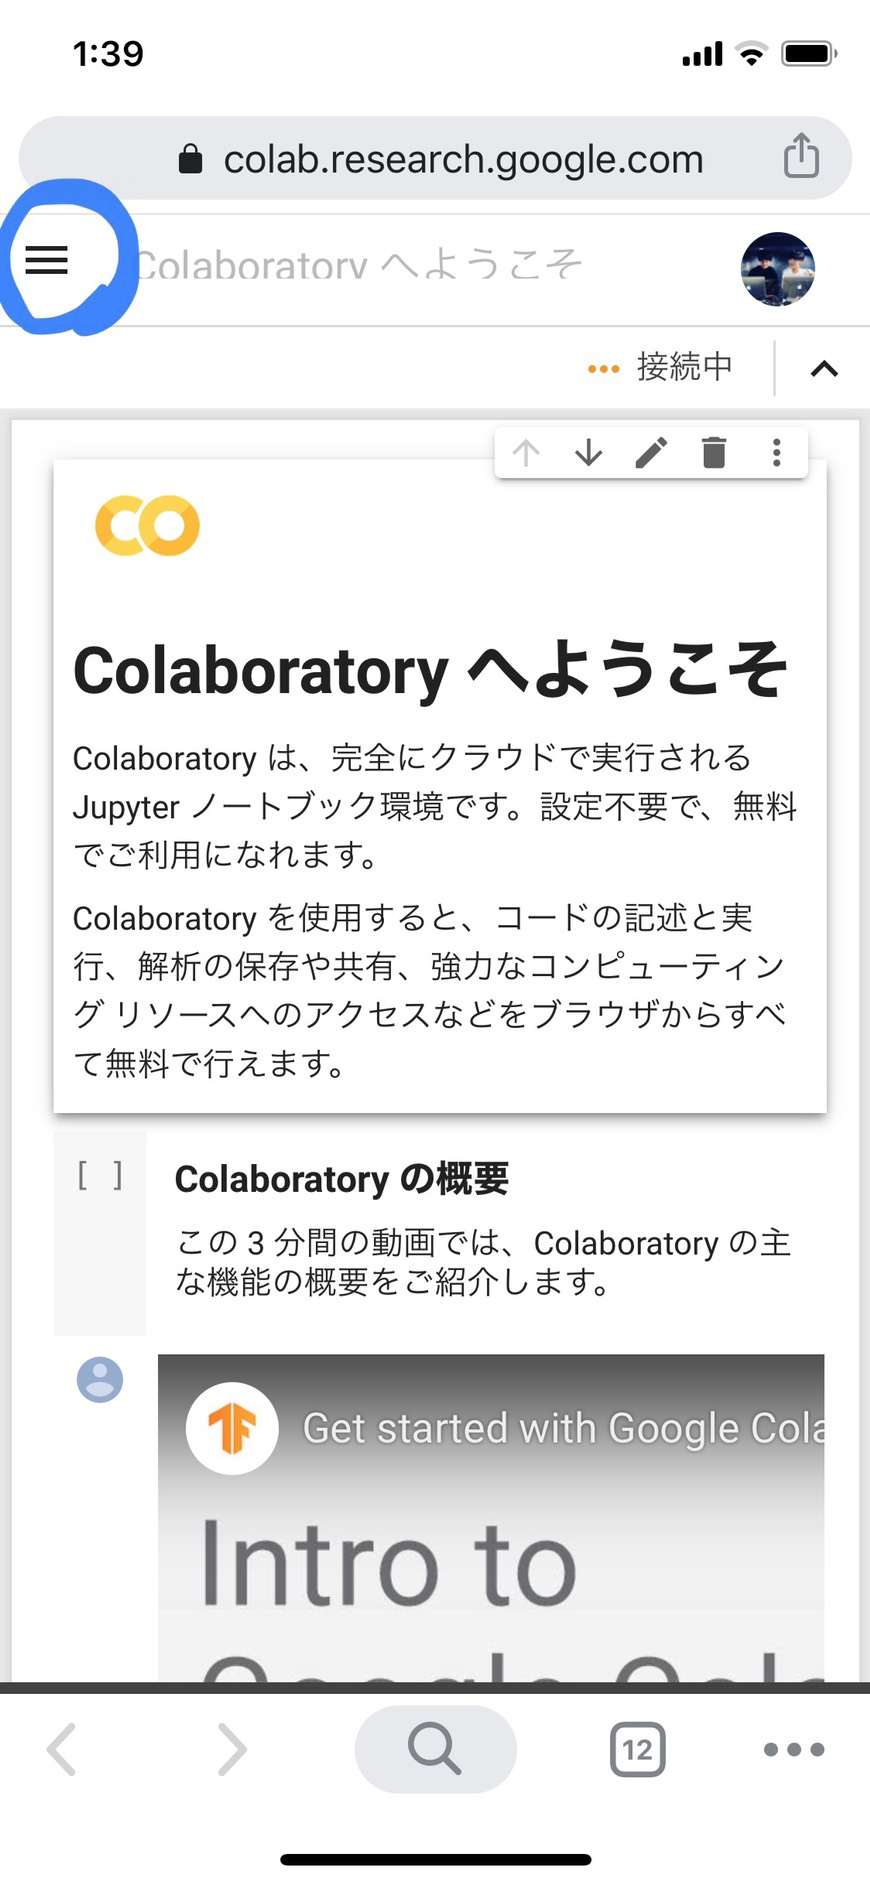 1:39
colab.research.google.com
Colaboratory へようこそ
接続中
Colaboratory へようこそ
Colaboratory は、完全にクラウドで実行される
Jupyter ノートブック環境です。設定不要で、無料
でご利用になれます。
Colaboratory を使用すると、コードの記述と実
行、解析の保存や共有、強力なコンピューティン
グ リソースへのアクセスなどをブラウザからすべ
て無料で行えます。
[ ]
Colaboratory の概要
この 3 分間の動画では、Colaboratory の主
な機能の概要をご紹介します。
Get started with Google Cola
Intro to
Google Cola
12